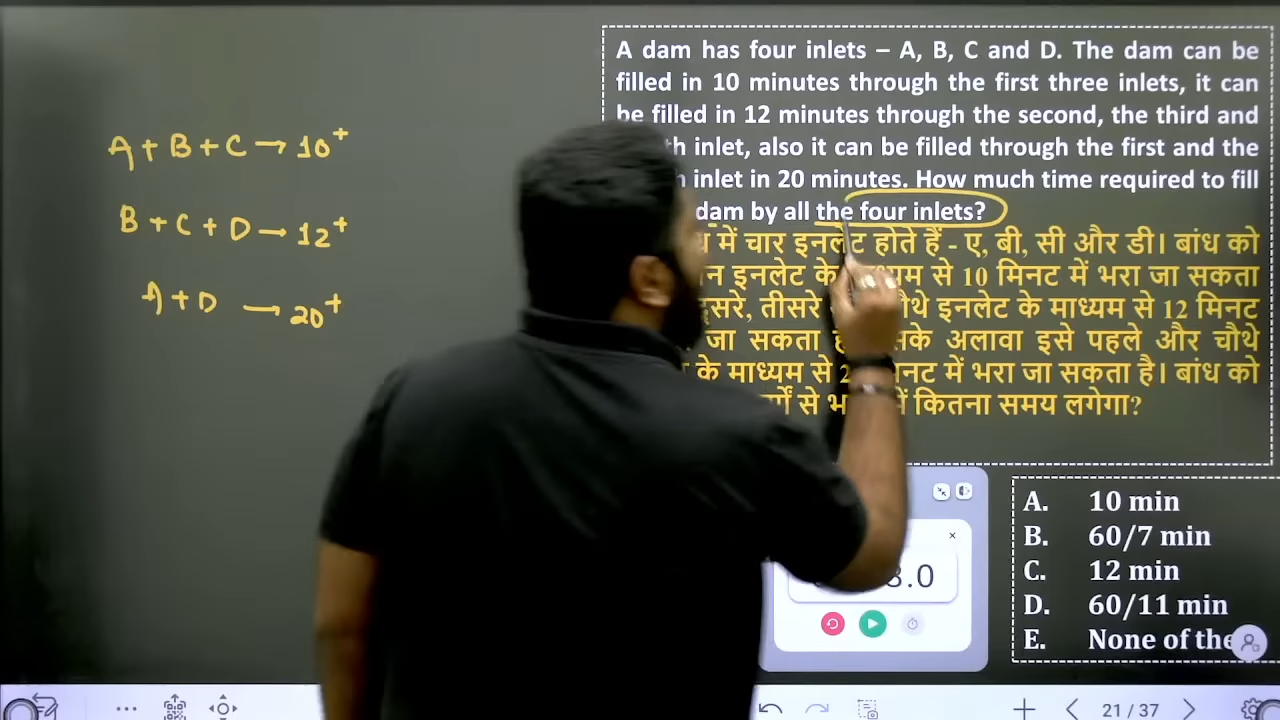 A dam has four inlets – A, B, C and D. The dam can be
filled in 10 minutes through the first three inlets, it can
be filled in 12 minutes through the second, the third and
inlet, also it can be filled through the first and the
inlet in 20 minutes. How much time required to fill
dam by all the four inlets?
में चार इनलेट होते हैं - ए, बी, सी और डी। बांध को
इनलेट के से 10 मिनट में भरा जा सकता
तीसरे इनलेट के माध्यम से 12 मिनट
जा सकता अलावा इसे पहले और चौथे
के माध्यम से में भरा जा सकता है। बांध को
से कितना समय लगेगा?
A + B + C → 10+
B + C + D → 12+
A + D → 20+
A. 10 min
B. 60/7 min
C. 12 min
D. 60/11 min
E. None of the
21 / 37